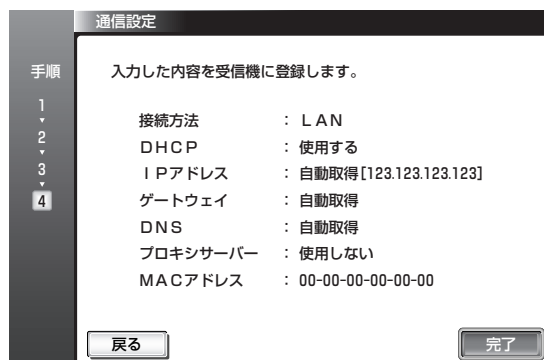 通信設定
手順
1
2
3
4
入力した内容を受信機に登録します。
接続方法 : LAN
DHCP : 使用する
IPアドレス : 自動取得[123.123.123.123]
ゲートウェイ : 自動取得
DNS : 自動取得
プロキシサーバー : 使用しない
MACアドレス : 00-00-00-00-00-00
戻る
完了